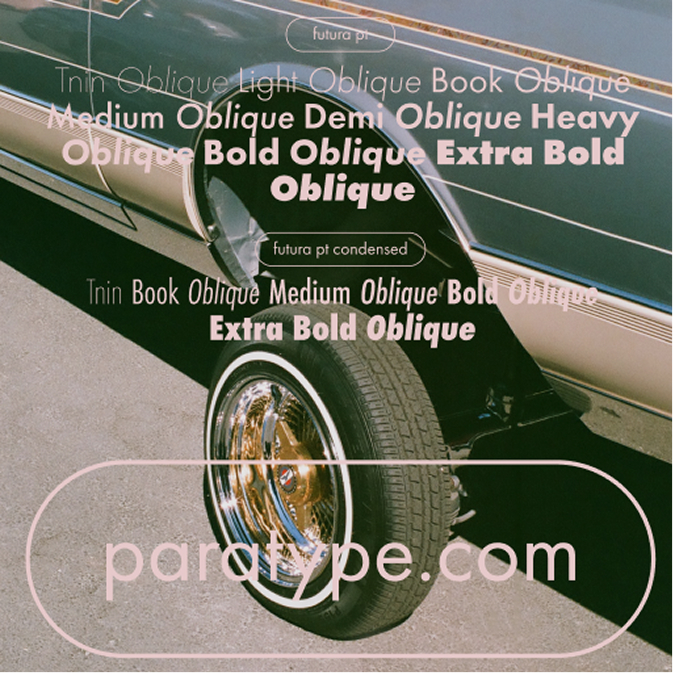 futura pt
Tnin Oblique Light Oblique Book Oblique
Medium Oblique Demi Oblique Heavy
Oblique Bold Oblique Extra Bold
Oblique
futura pt condensed
Tnin Book Oblique Medium Oblique Bold Oblique
Extra Bold Oblique
paratype.com